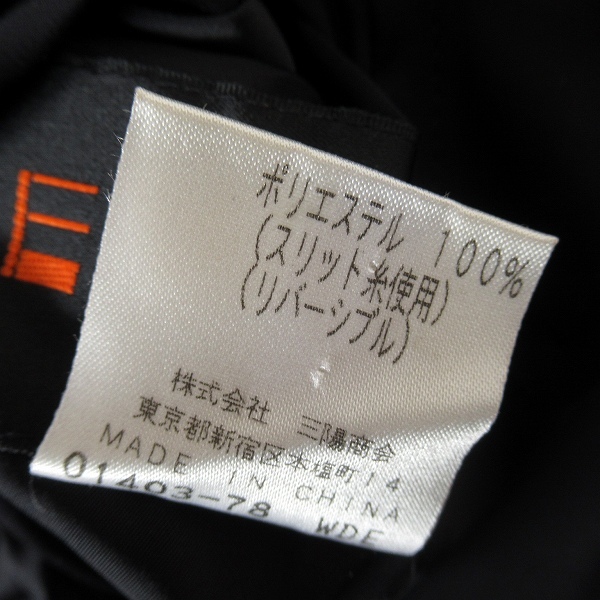 ポリエステル 100%
(スリット糸使用)
(リバーシブル)
株式会社 三陽商会
東京都新宿区本塩町14
MADE IN CHINA
01403-78 WDF